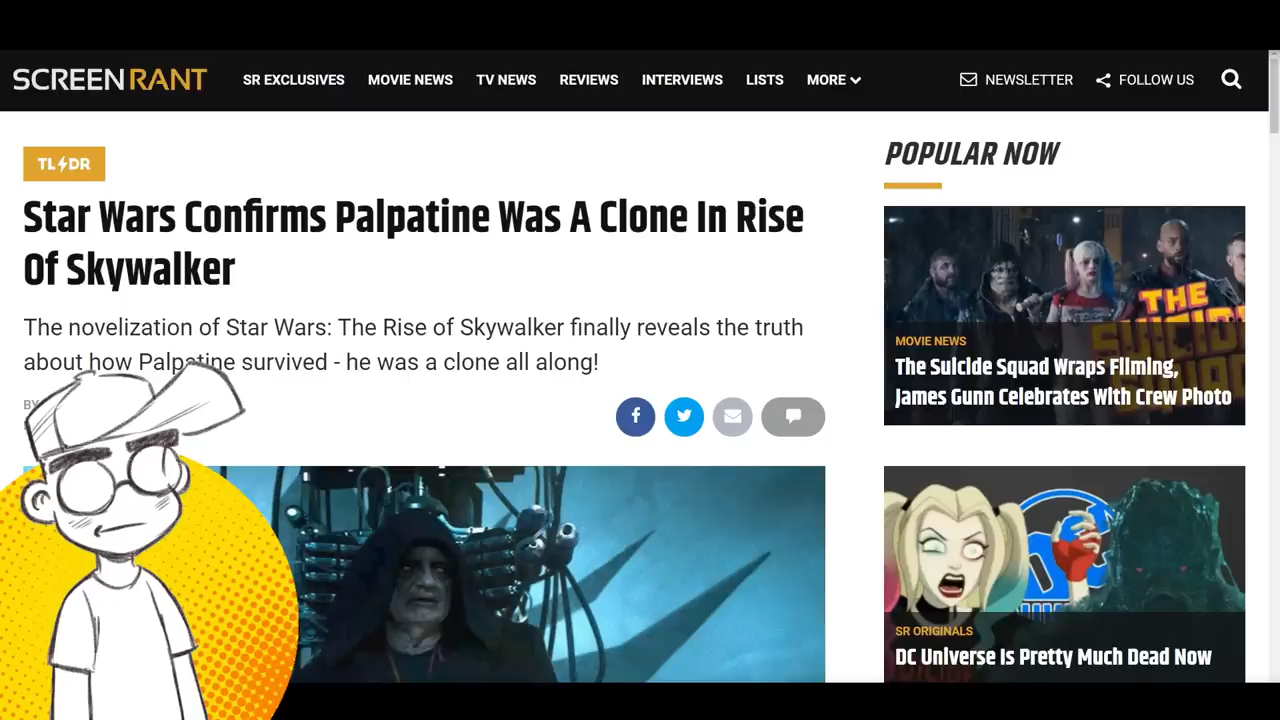 SCREENRANT
SR EXCLUSIVES MOVIE NEWS TV NEWS REVIEWS INTERVIEWS LISTS MORE
NEWSLETTER FOLLOW US
TL DR
Star Wars Confirms Palpatine Was A Clone In Rise
Of Skywalker
The novelization of Star Wars: The Rise of Skywalker finally reveals the truth
about how Palpatine survived - he was a clone all along!
BY
POPULAR NOW
THE
SUICIDE
SQUAD
MOVIE NEWS
The Suicide Squad Wraps Filming,
James Gunn Celebrates With Crew Photo
SR ORIGINALS
DC Universe Is Pretty Much Dead Now